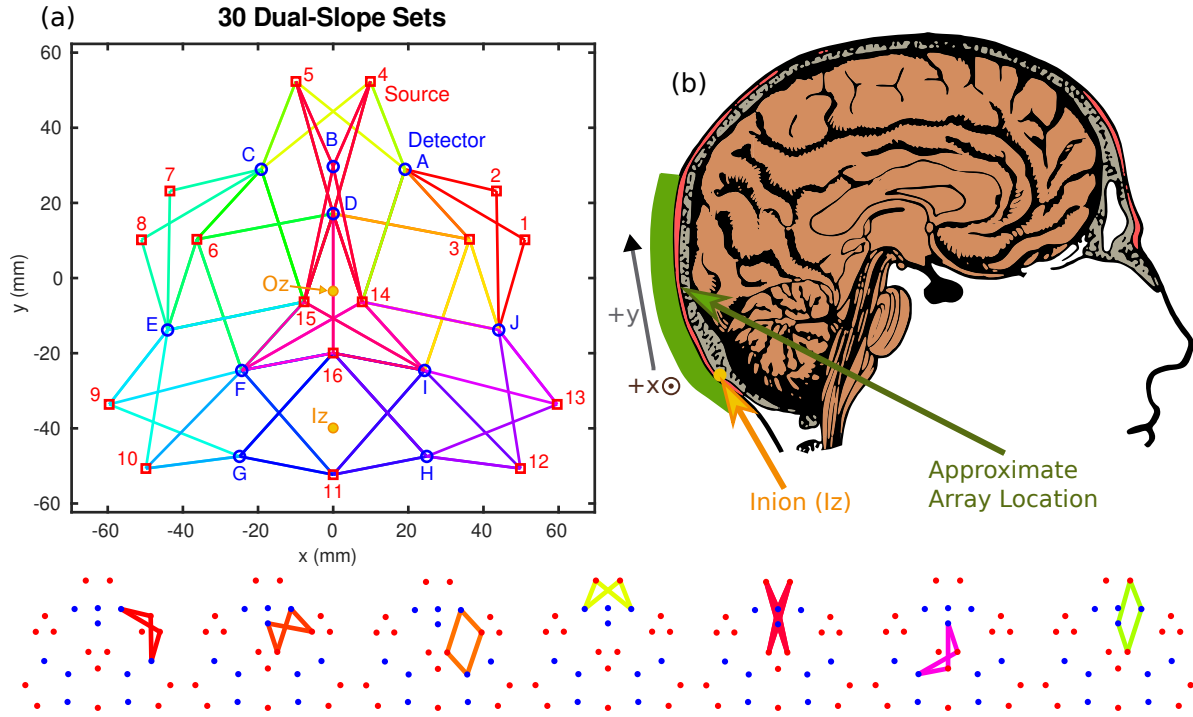 (a) 30 Dual-Slope Sets
60
40
20
0
-20
-40
-60
y (mm)
-60 -40 -20 0 20 40 60
x (mm)
5 4
Source
B Detector
C A
7 2
D
8 6 3 1
Oz
14
15
E J
16
F I
9 13
Iz
10 G H 12
11
(b)
+y
+x
Inion (Iz)
Approximate
Array Location